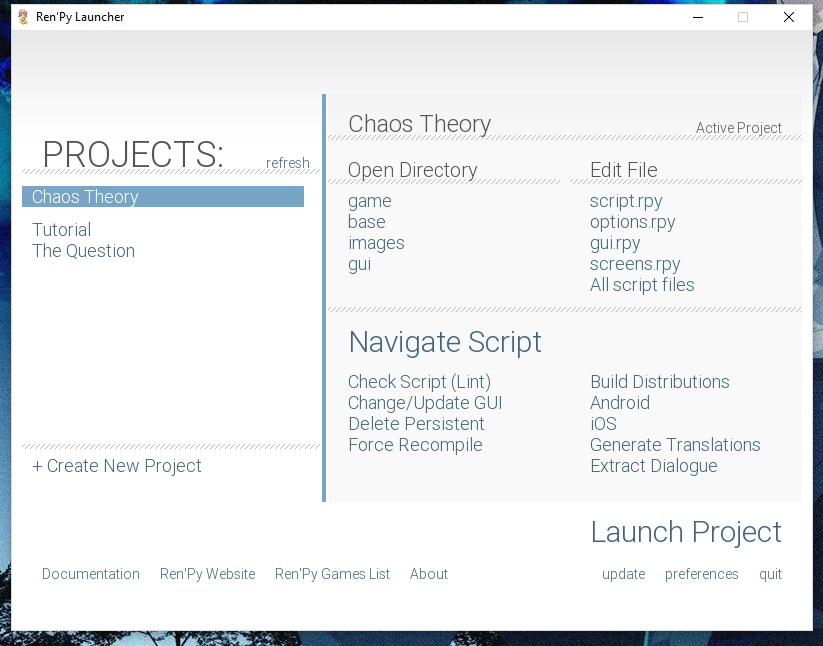 Ren'Py Launcher
PROJECTS:
refresh
Chaos Theory
Tutorial
The Question
+ Create New Project
Chaos Theory
Active Project
Open Directory
game
base
images
gui
Edit File
script.rpy
options.rpy
gui.rpy
screens.rpy
All script files
Navigate Script
Check Script (Lint)
Change/Update GUI
Delete Persistent
Force Recompile
Build Distributions
Android
iOS
Generate Translations
Extract Dialogue
Launch Project
Documentation Ren'Py Website Ren'Py Games List About
update preferences quit